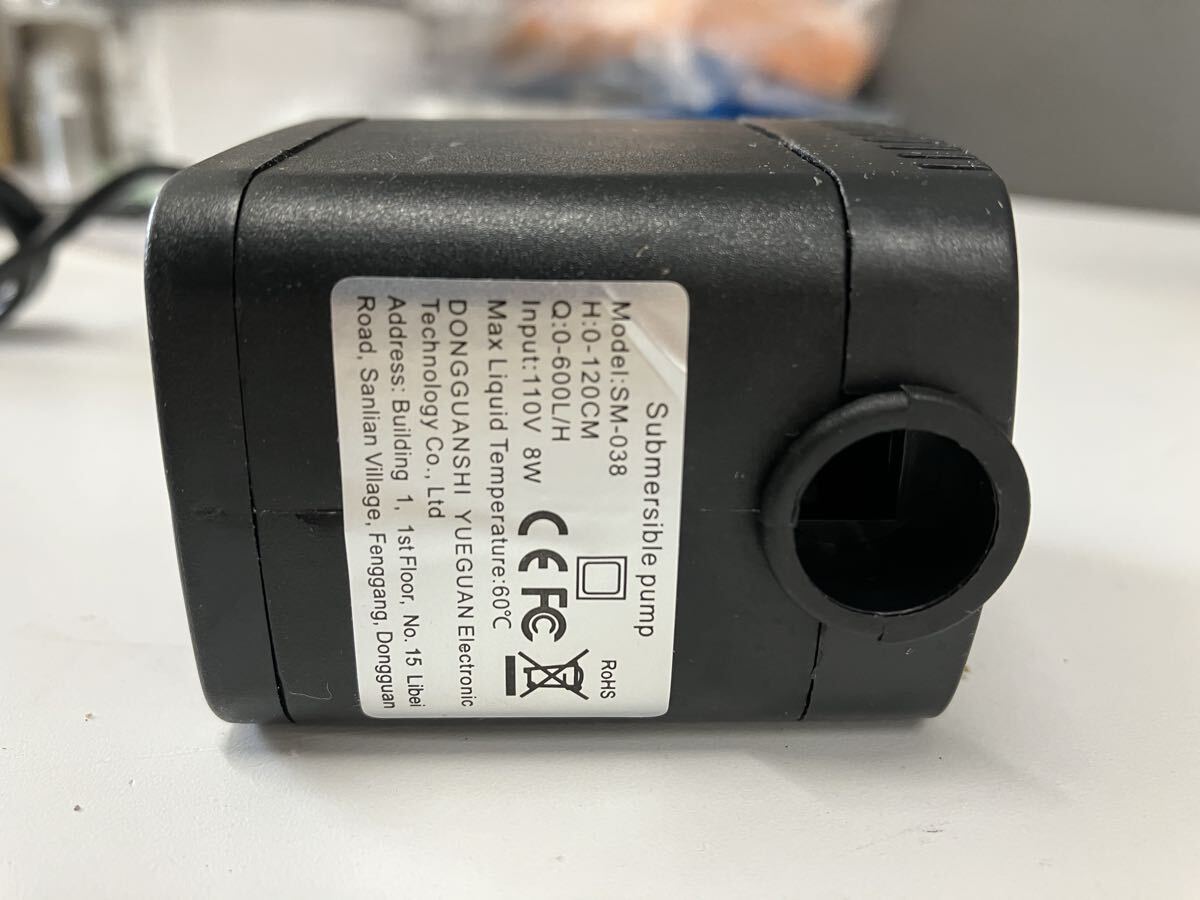 Submersible pump
Model:SM-038
H:0-120CM
Q:0-600L/H
Input:110V 8W
Max Liquid Temperature:60℃
DONGGUANSHI YUEGUAN Electronic
Technology Co., Ltd
Address: Building 1, 1st Floor, No. 15 Libei
Road, Sanlian Village, Fenggang, Dongguan
CE FC
RoHS